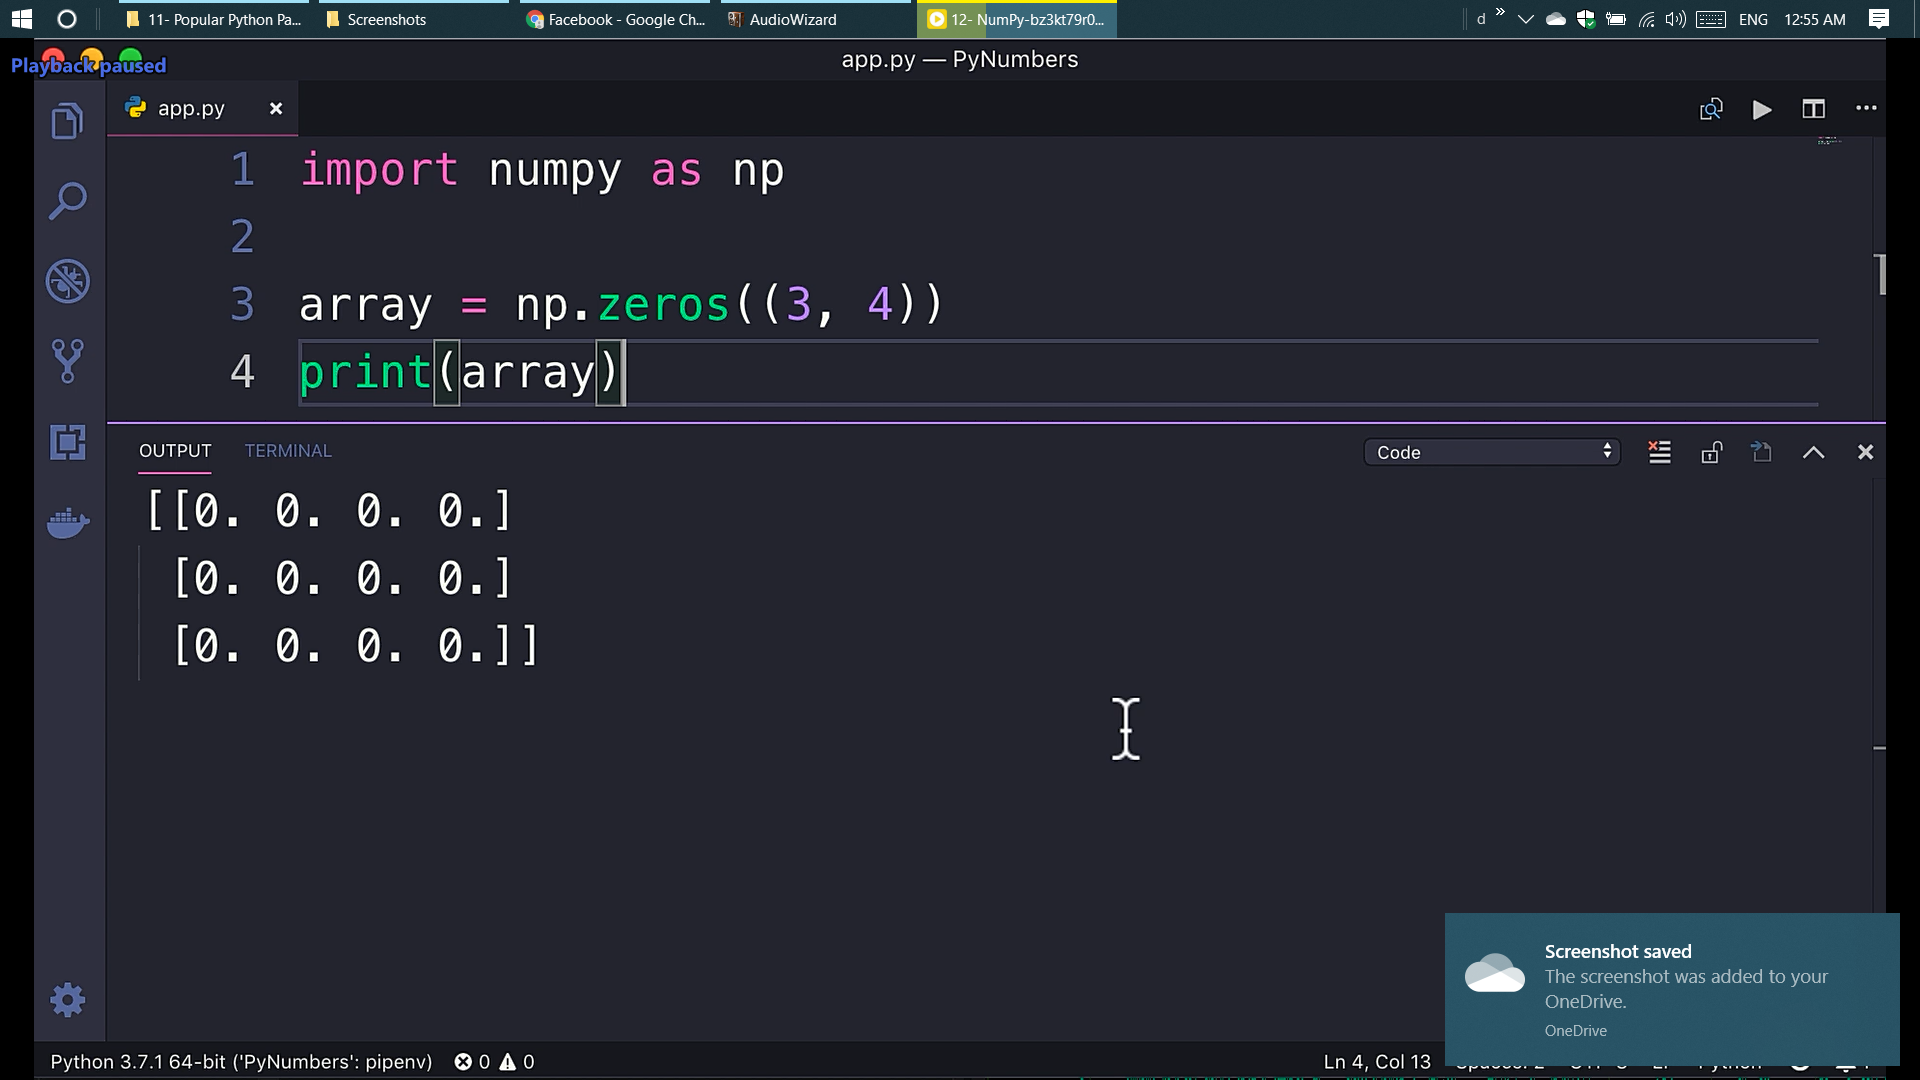 11- Popular Python Pa...
Screenshots
Facebook - Google Ch...
AudioWizard
12- NumPy-bz3kt79r0...
d
ENG
12:55 AM
Playback paused
app.py — PyNumbers
app.py
1 import numpy as np
2
3 array = np.zeros((3, 4))
4 print(array)
OUTPUT TERMINAL
Code
[[0. 0. 0. 0.]
[0. 0. 0. 0.]
[0. 0. 0. 0.]]
Screenshot saved
The screenshot was added to your
OneDrive.
OneDrive
Python 3.7.1 64-bit ('PyNumbers': pipenv) 0 0
Ln 4, Col 13